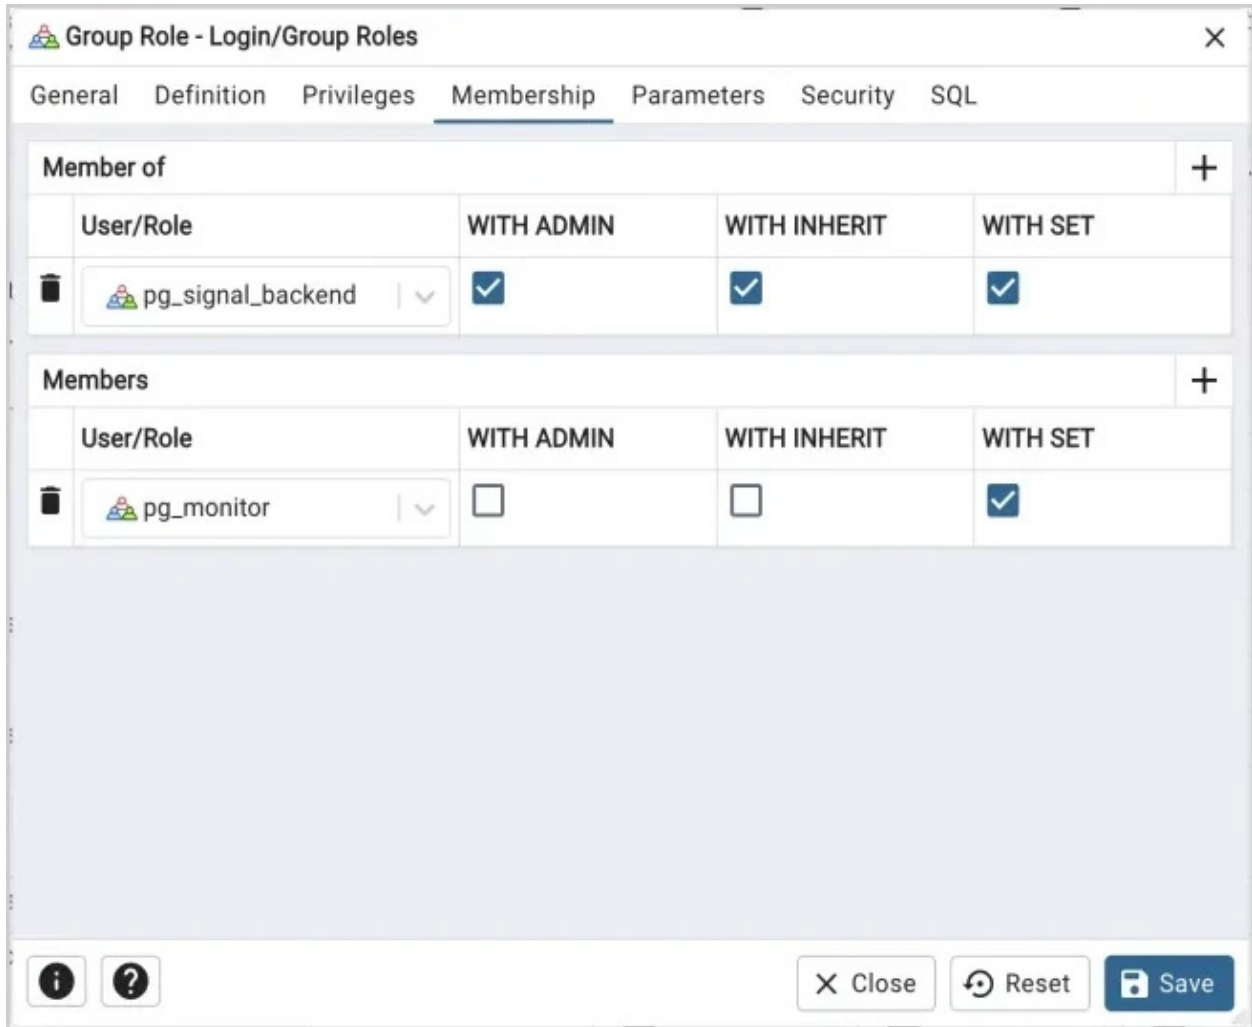 Group Role - Login/Group Roles
General Definition Privileges Membership Parameters Security SQL
Member of
User/Role WITH ADMIN WITH INHERIT WITH SET
pg_signal_backend
Members
User/Role WITH ADMIN WITH INHERIT WITH SET
pg_monitor
Close Reset Save